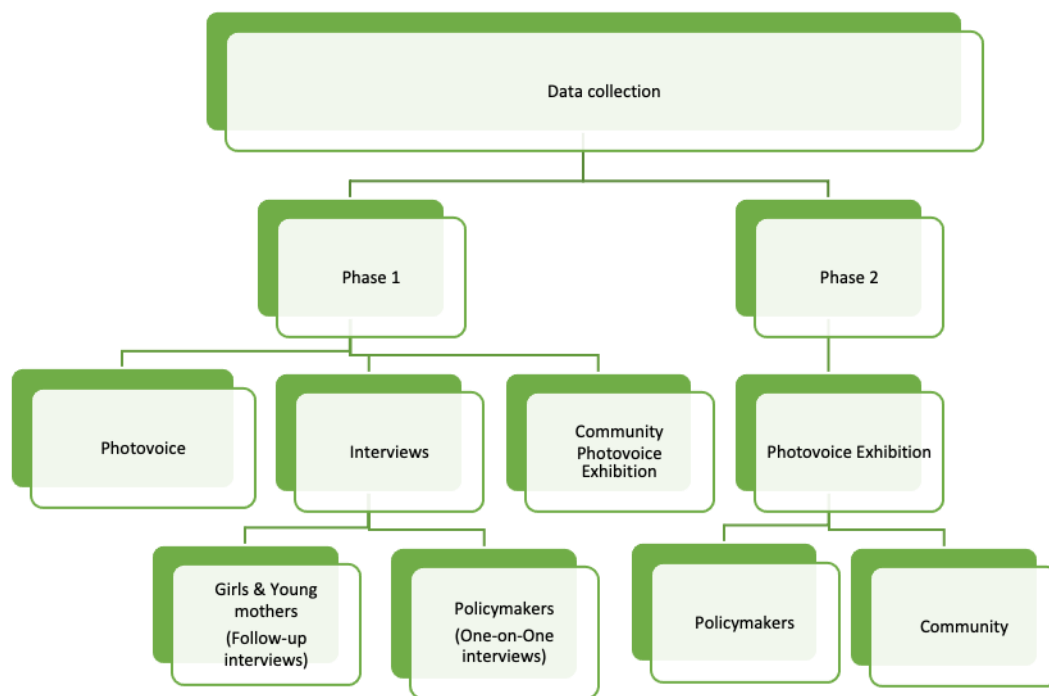 Data collection
Phase 1
Phase 2
Photovoice
Interviews
Community
Photovoice
Exhibition
Photovoice Exhibition
Girls & Young
mothers
(Follow-up
interviews)
Policymakers
(One-on-One
interviews)
Policymakers
Community